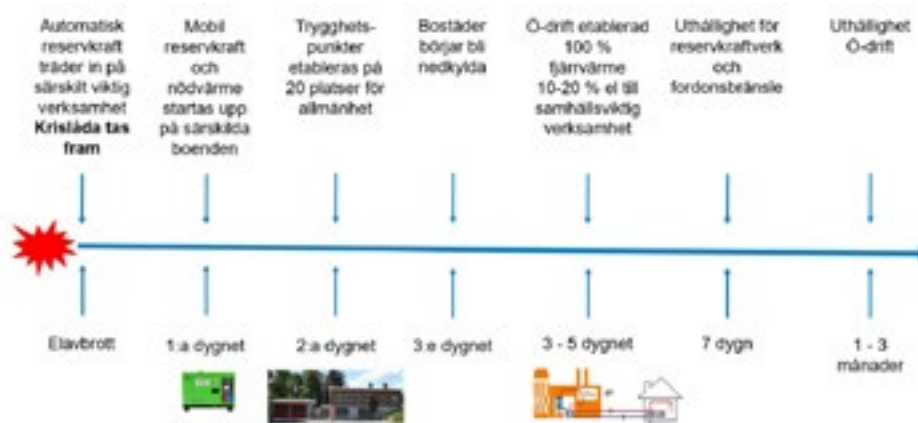 Automatisk
reservkraft
träder in på
särskilt viktig
verksamhet
Krislåda tas
fram
Mobil
reservkraft
och
nödvärme
startas upp
på särskilda
boenden
Trygghets-
punkter
etableras på
20 platser för
allmänhet
Bostäder
börjar bli
nedkylda
Ö-drift etablerad
100 %
fjärrvärme
10-20 % el till
samhällsviktig
verksamhet
Uthållighet för
reservkraftverk
och
fordonsbränsle
Uthållighet
Ö-drift
Elavbrott
1:a dygnet
2:a dygnet
3:e dygnet
3 - 5 dygnet
7 dygn
1 - 3
månader